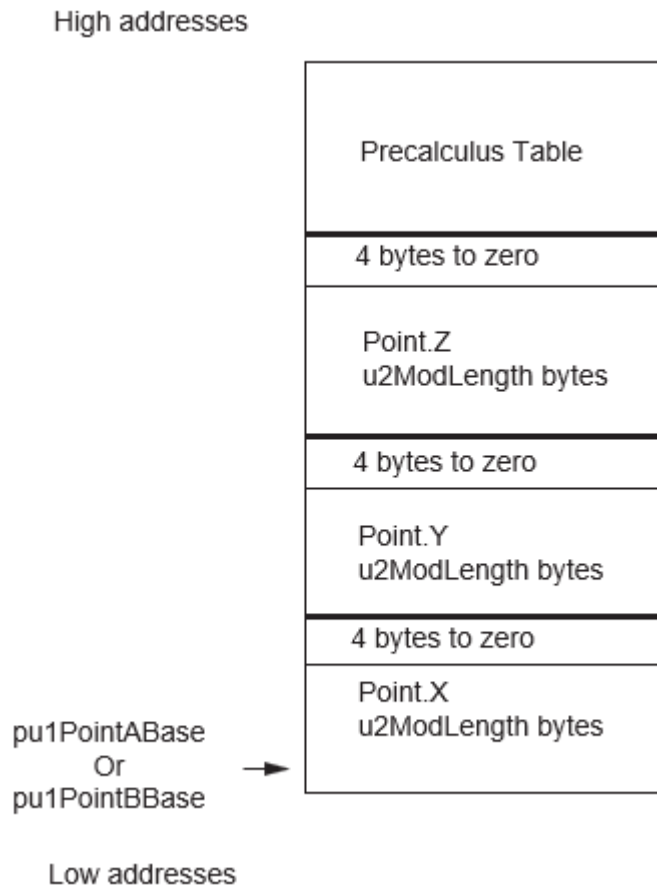 High addresses
Precalculus Table
4 bytes to zero
Point.Z
u2ModLength bytes
4 bytes to zero
Point.Y
u2ModLength bytes
4 bytes to zero
Point.X
u2ModLength bytes
pu1PointABase
Or
pu1PointBBase
Low addresses